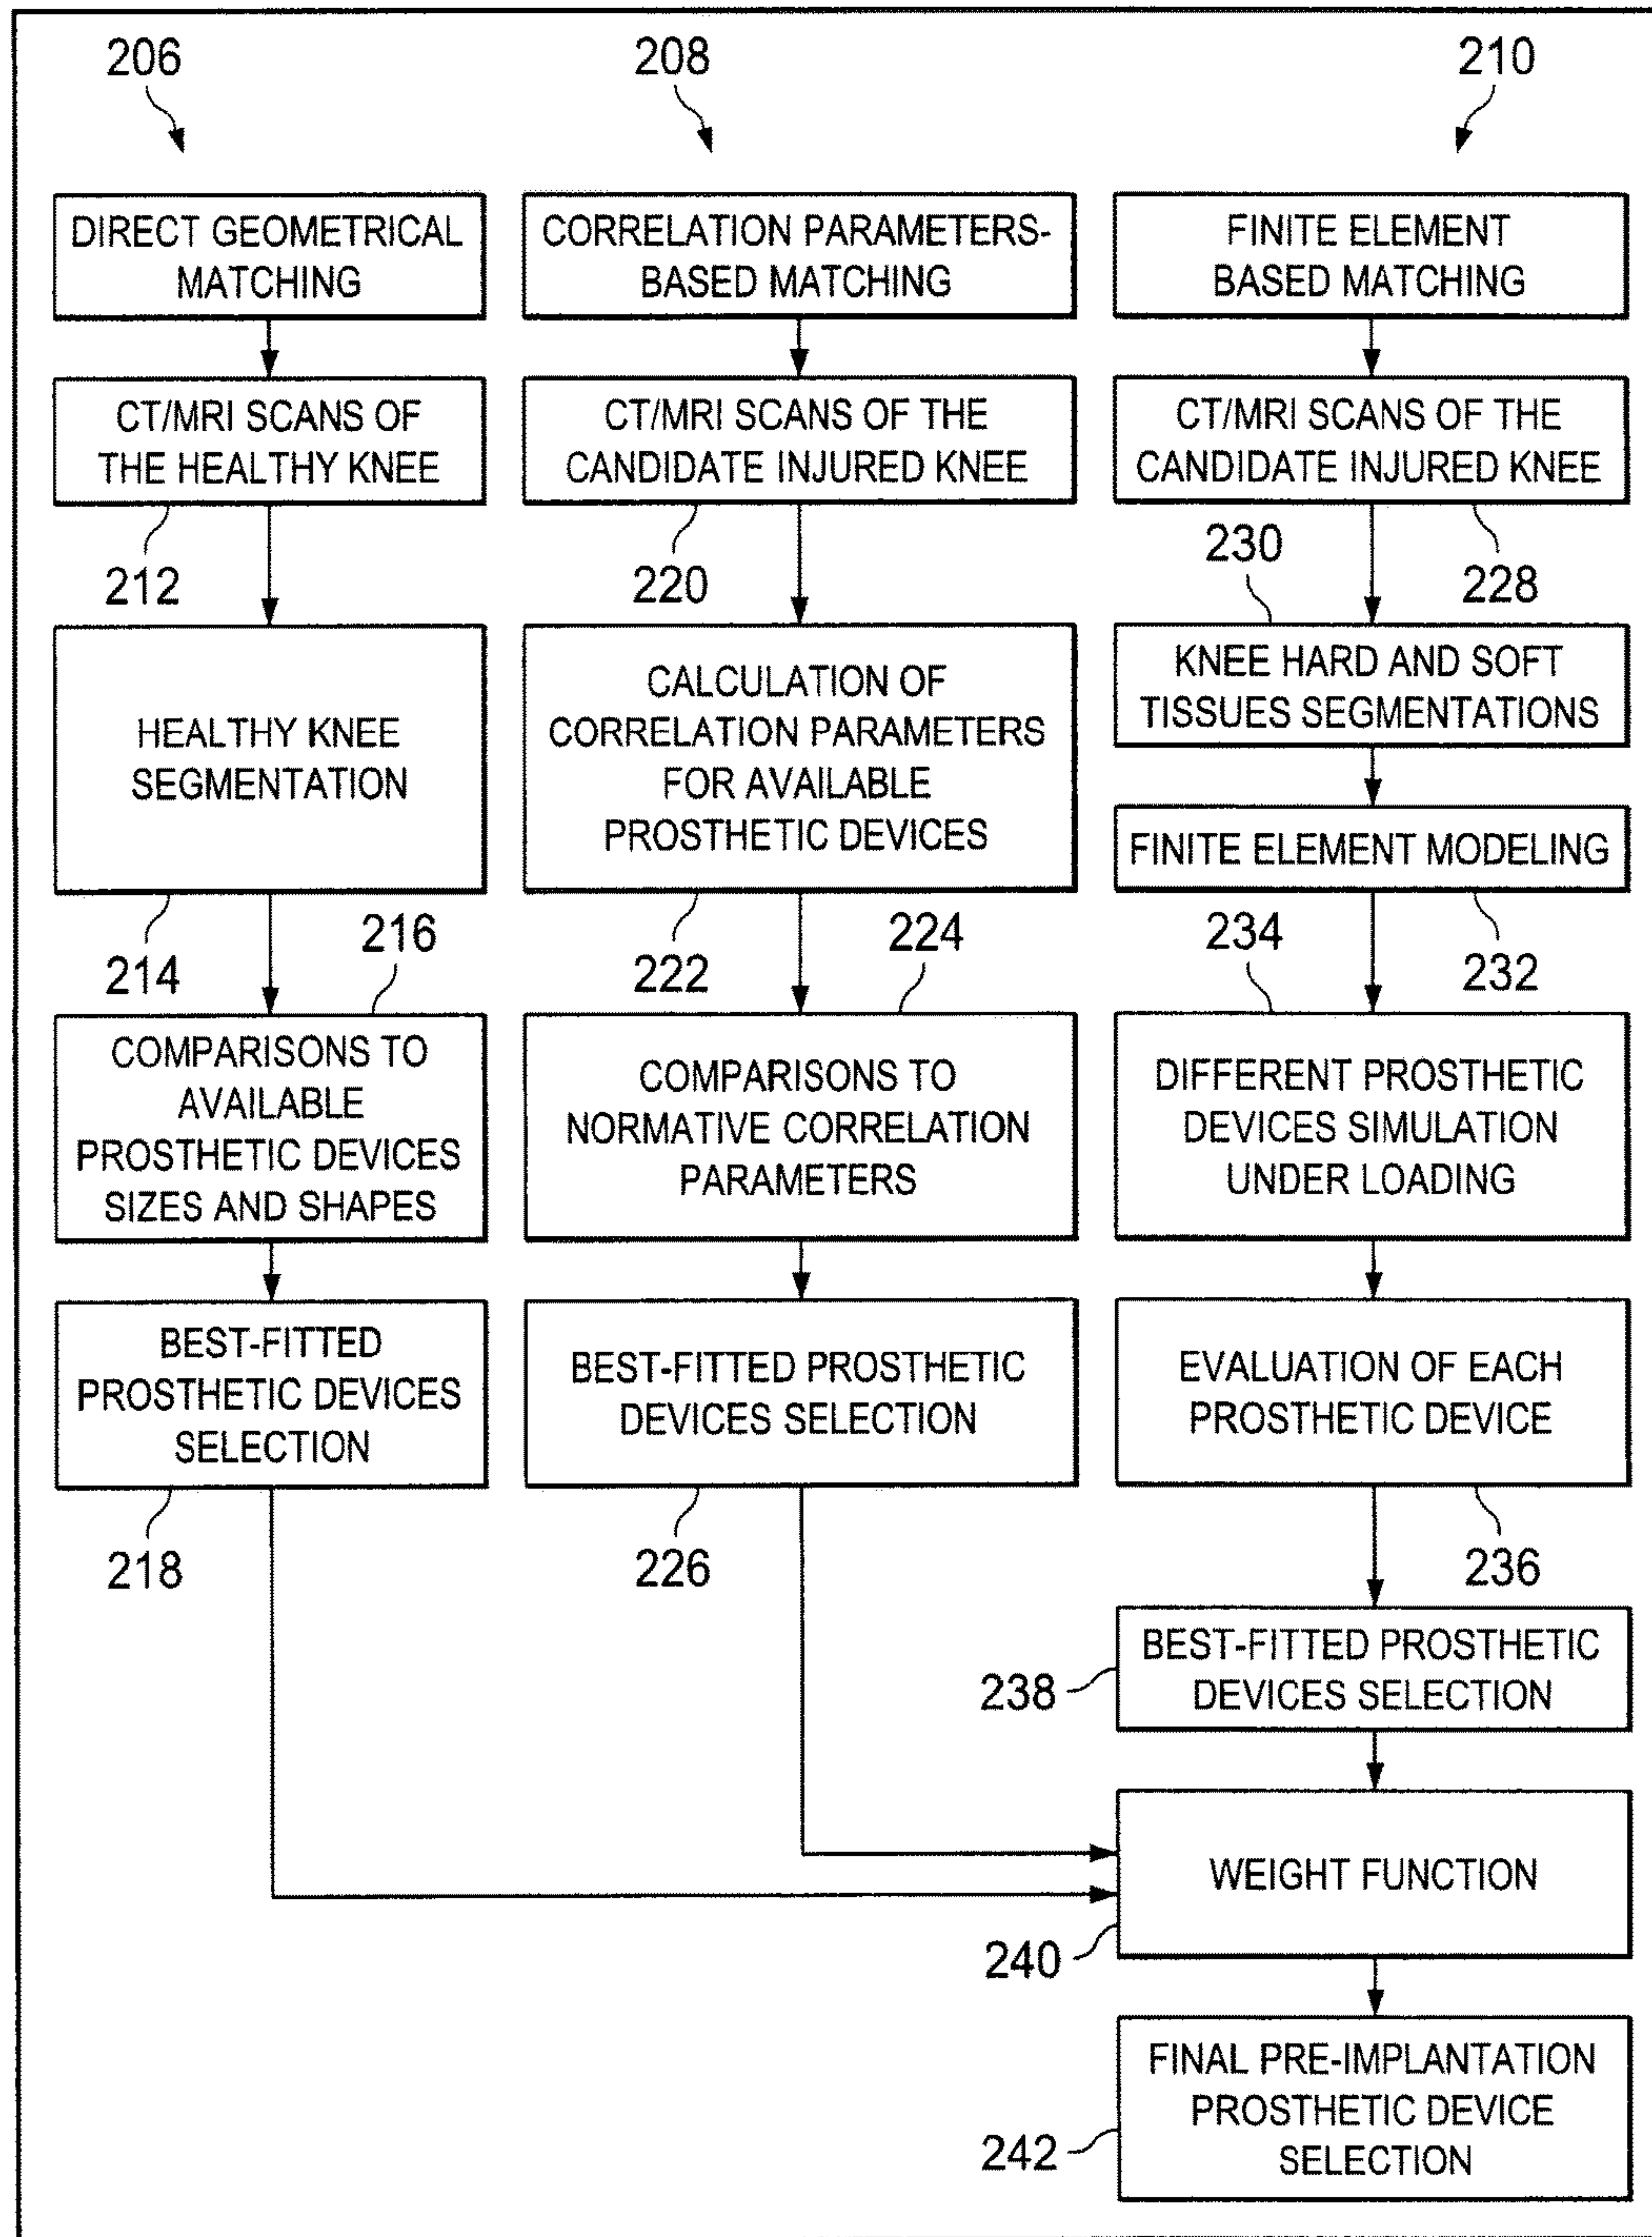 206
208
210
DIRECT GEOMETRICAL
MATCHING
CORRELATION PARAMETERS-
BASED MATCHING
FINITE ELEMENT
BASED MATCHING
CT/MRI SCANS OF
THE HEALTHY KNEE
CT/MRI SCANS OF THE
CANDIDATE INJURED KNEE
CT/MRI SCANS OF THE
CANDIDATE INJURED KNEE
212
220
230
228
HEALTHY KNEE
SEGMENTATION
CALCULATION OF
CORRELATION PARAMETERS
FOR AVAILABLE
PROSTHETIC DEVICES
KNEE HARD AND SOFT
TISSUES SEGMENTATIONS
FINITE ELEMENT MODELING
214
216
222
224
234
232
COMPARISONS TO
AVAILABLE
PROSTHETIC DEVICES
SIZES AND SHAPES
COMPARISONS TO
NORMATIVE CORRELATION
PARAMETERS
DIFFERENT PROSTHETIC
DEVICES SIMULATION
UNDER LOADING
BEST-FITTED
PROSTHETIC DEVICES
SELECTION
BEST-FITTED PROSTHETIC
DEVICES SELECTION
EVALUATION OF EACH
PROSTHETIC DEVICE
218
226
236
BEST-FITTED PROSTHETIC
DEVICES SELECTION
238
WEIGHT FUNCTION
240
FINAL PRE-IMPLANTATION
PROSTHETIC DEVICE
SELECTION
242